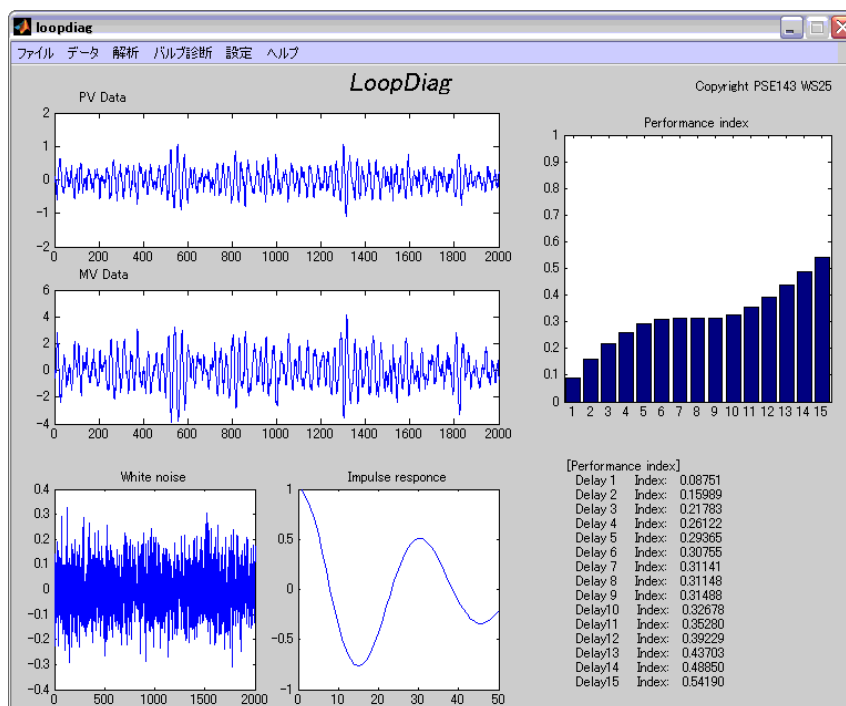 loopdiag
ファイル データ 解析 バルブ診断 設定 ヘルプ
LoopDiag
Copyright PSE143 WS25
PV Data
2
1
0
-1
-2
0 200 400 600 800 1000 1200 1400 1600 1800 2000
MV Data
6
4
2
0
-2
-4
0 200 400 600 800 1000 1200 1400 1600 1800 2000
Performance index
1
0.9
0.8
0.7
0.6
0.5
0.4
0.3
0.2
0.1
0
1 2 3 4 5 6 7 8 9 10 11 12 13 14 15
White noise
0.4
0.3
0.2
0.1
0
-0.1
-0.2
-0.3
-0.4
0 500 1000 1500 2000
Impulse responce
1
0.5
0
-0.5
-1
0 10 20 30 40 50
[Performance index]
Delay 1 Index: 0.08751
Delay 2 Index: 0.15989
Delay 3 Index: 0.21783
Delay 4 Index: 0.26122
Delay 5 Index: 0.29365
Delay 6 Index: 0.30755
Delay 7 Index: 0.31141
Delay 8 Index: 0.31148
Delay 9 Index: 0.31488
Delay10 Index: 0.32678
Delay11 Index: 0.35280
Delay12 Index: 0.39229
Delay13 Index: 0.43703
Delay14 Index: 0.48850
Delay15 Index: 0.54190